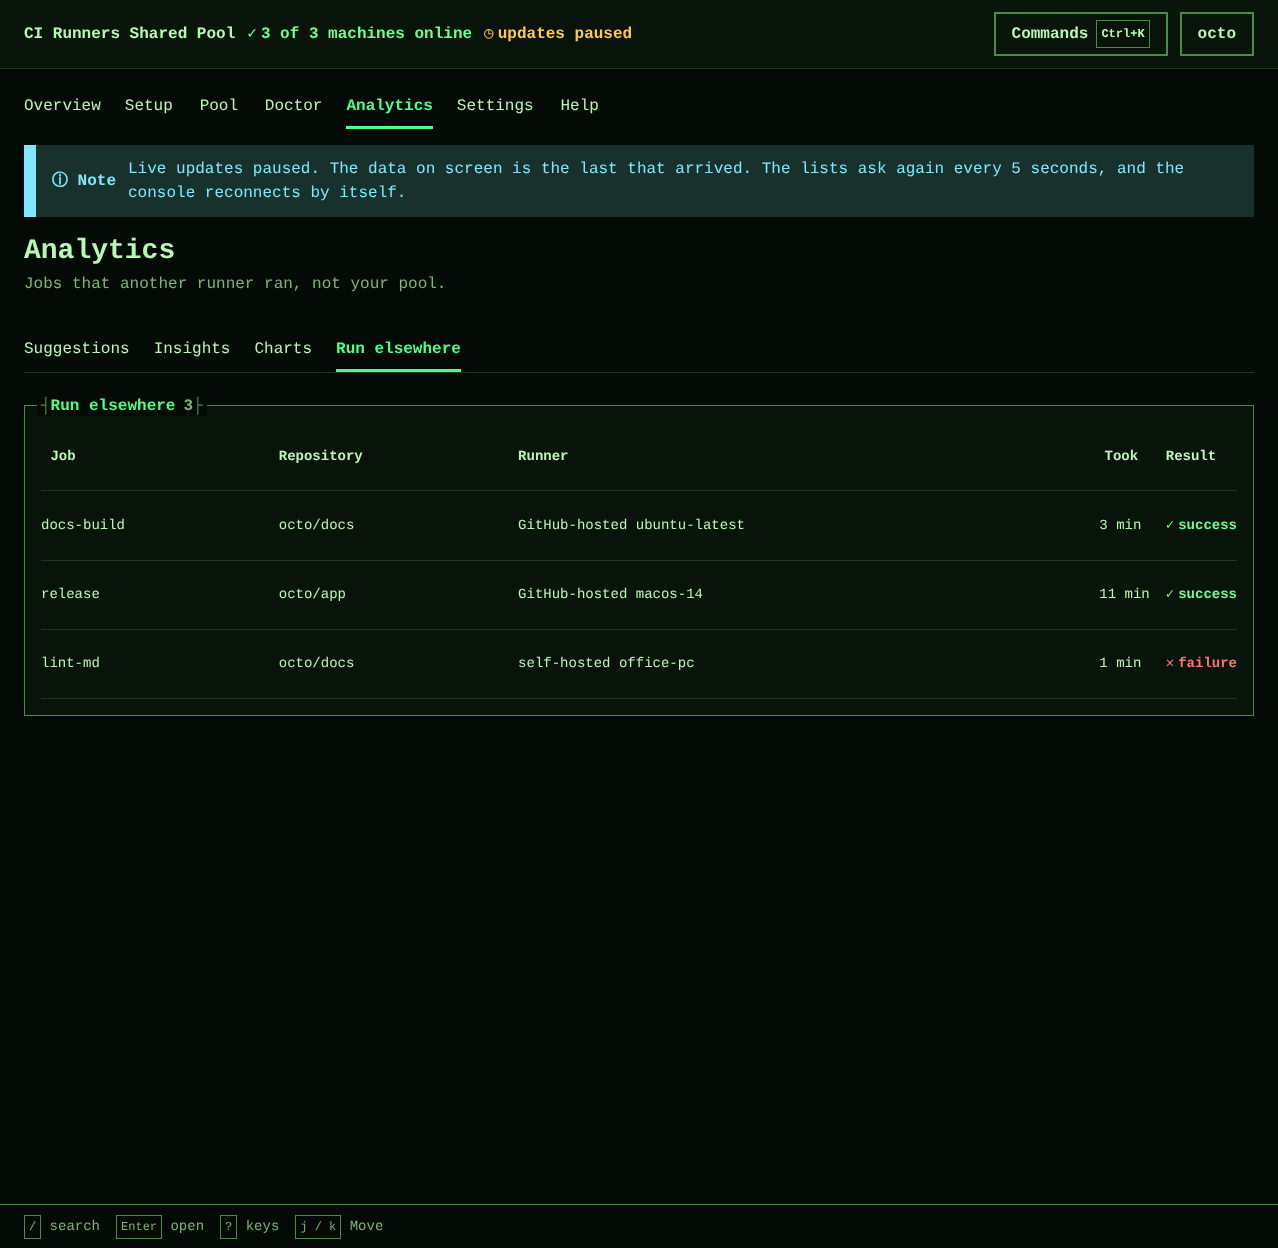 CI Runners Shared Pool ✓ 3 of 3 machines online ◷ updates paused Commands Ctrl+K octo
Overview Setup Pool Doctor Analytics Settings Help
ⓘ Note Live updates paused. The data on screen is the last that arrived. The lists ask again every 5 seconds, and the
console reconnects by itself.
Analytics
Jobs that another runner ran, not your pool.
Suggestions Insights Charts Run elsewhere
Run elsewhere 3
Job Repository Runner Took Result
docs-build octo/docs GitHub-hosted ubuntu-latest 3 min ✓ success
release octo/app GitHub-hosted macos-14 11 min ✓ success
lint-md octo/docs self-hosted office-pc 1 min × failure
/ search Enter open ? keys j / k Move